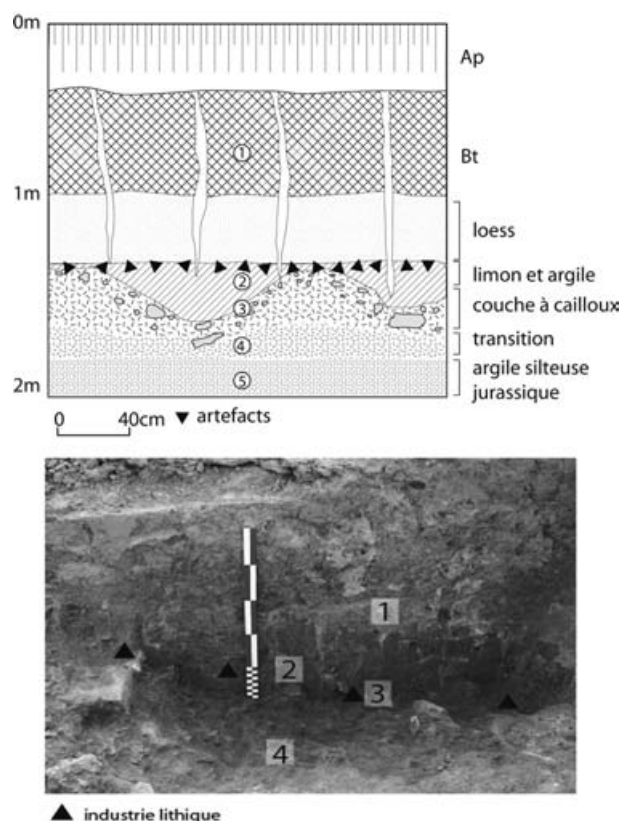 0m
Ap
①
Bt
1m
loess
②
limon et argile
③
couche à cailloux
④
transition
⑤
argile silteuse
jurassique
2m
0 40cm ▼ artefacts
1
2
3
4
▲ industrie lithique